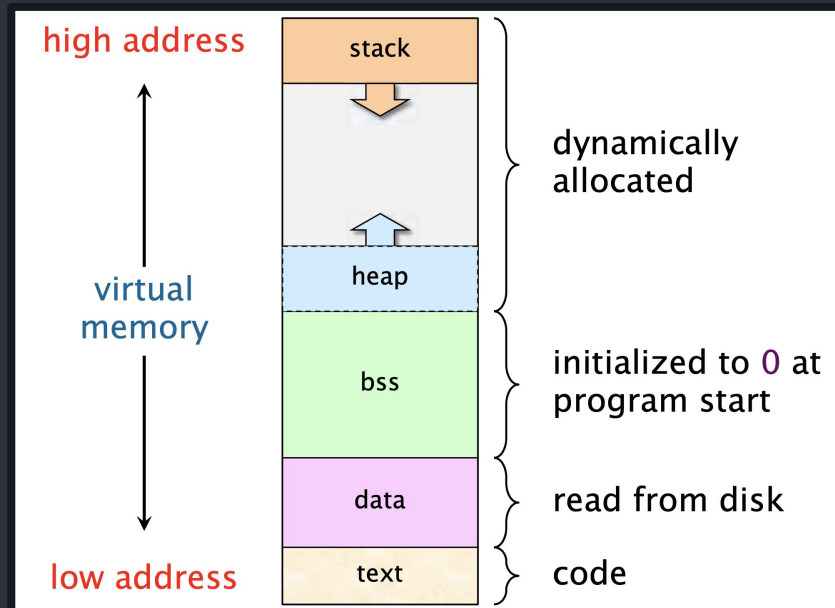 high address
stack
dynamically
allocated
heap
virtual
memory
bss
initialized to 0 at
program start
data
read from disk
low address
text
code